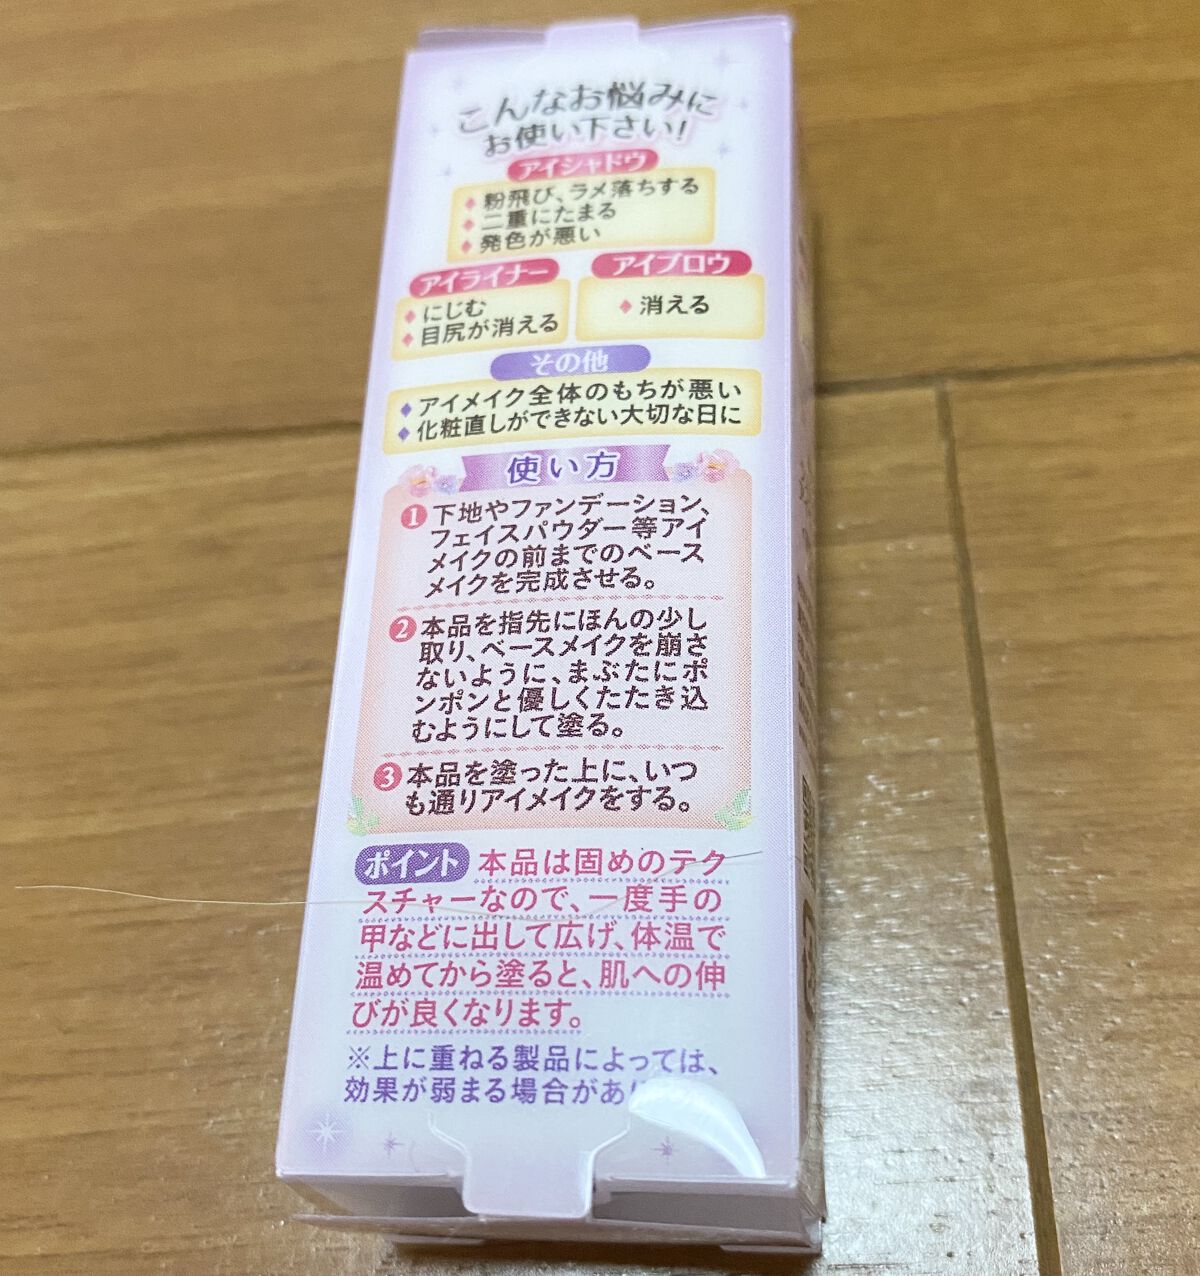 こんなお悩みに
お使い下さい!
アイシャドウ
粉飛び、ラメ落ちする
二重にたまる
発色が悪い
アイライナー
にじむ
目尻が消える
アイブロウ
消える
その他
アイメイク全体のもちが悪い
化粧直しができない大切な日に
使い方
1 下地やファンデーション、
フェイスパウダー等アイ
メイクの前までのベース
メイクを完成させる。
2 本品を指先にほんの少し
取り、ベースメイクを崩さ
ないように、まぶたにポ
ンポンと優しくたたき込
むようにして塗る。
3 本品を塗った上に、いつ
も通りアイメイクをする。
ポイント 本品は固めのテク
スチャーなので、一度手の
甲などに出して広げ、体温で
温めてから塗ると、肌への伸
びが良くなります。
※上に重ねる製品によっては、
効果が弱まる場合があり